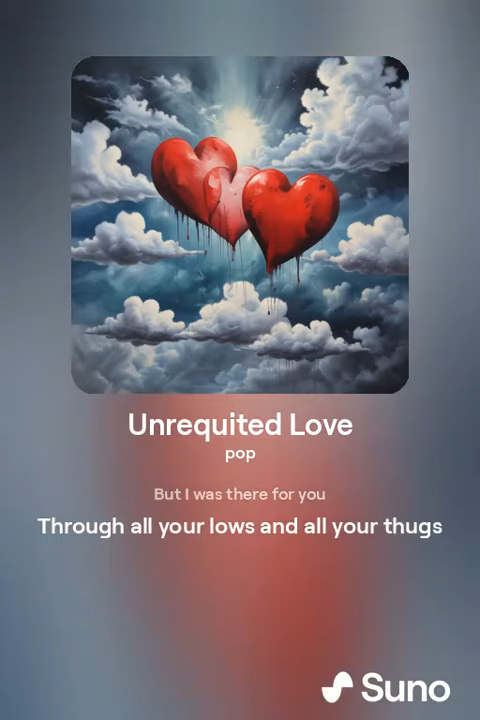 Unrequited Love
pop
But I was there for you
Through all your lows and all your thugs
Suno